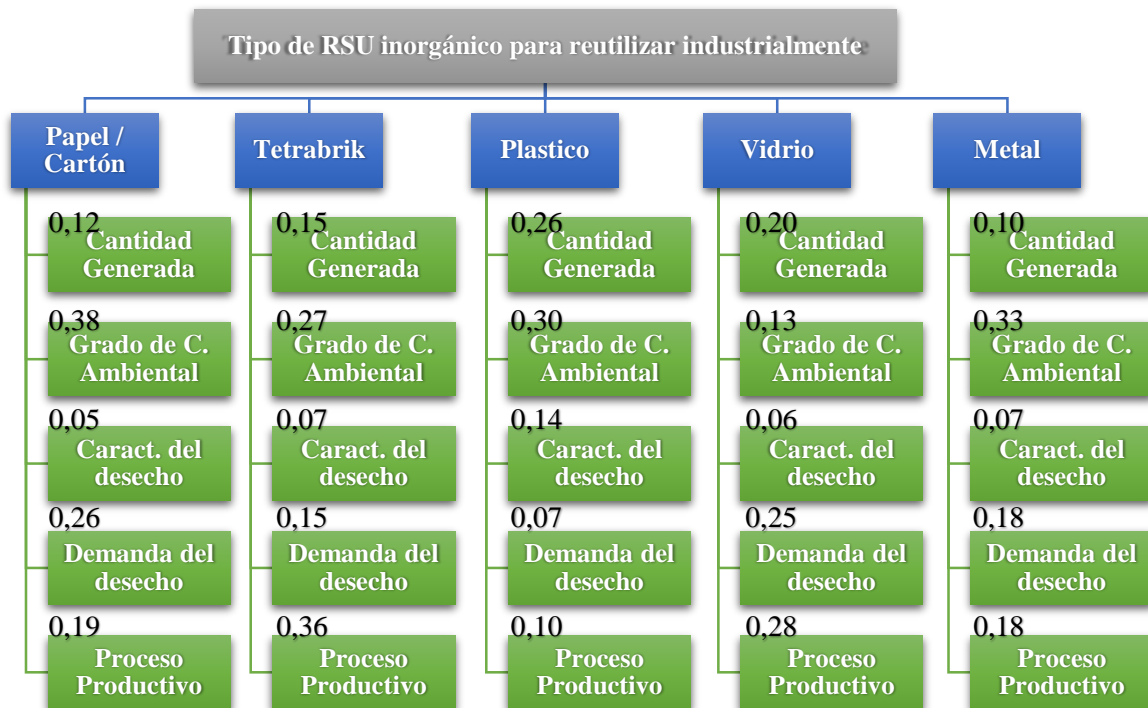 Tipo de RSU inorgánico para reutilizar industrialmente
Papel /
Cartón
0,12
Cantidad
Generada
0,38
Grado de C.
Ambiental
0,05
Caract. del
desecho
0,26
Demanda del
desecho
0,19
Proceso
Productivo
Tetrabrik
0,15
Cantidad
Generada
0,27
Grado de C.
Ambiental
0,07
Caract. del
desecho
0,15
Demanda del
desecho
0,36
Proceso
Productivo
Plastico
0,26
Cantidad
Generada
0,30
Grado de C.
Ambiental
0,14
Caract. del
desecho
0,07
Demanda del
desecho
0,10
Proceso
Productivo
Vidrio
0,20
Cantidad
Generada
0,13
Grado de C.
Ambiental
0,06
Caract. del
desecho
0,25
Demanda del
desecho
0,28
Proceso
Productivo
Metal
0,10
Cantidad
Generada
0,33
Grado de C.
Ambiental
0,07
Caract. del
desecho
0,18
Demanda del
desecho
0,18
Proceso
Productivo